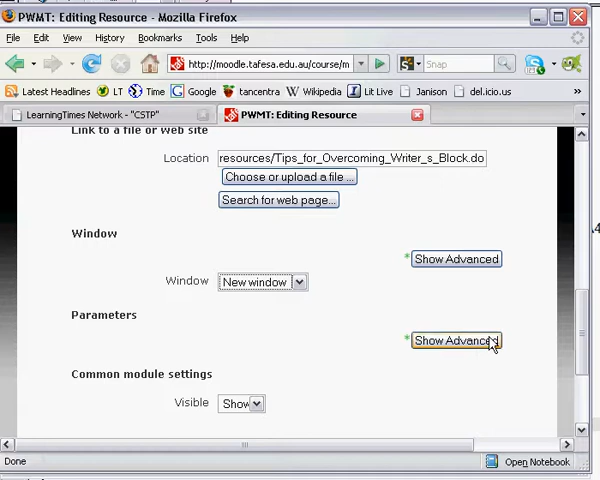 PWMT: Editing Resource - Mozilla Firefox
File Edit View History Bookmarks Tools Help
http://moodle.tafesa.edu.au/course/m Snap
Latest Headlines LT Time Google tancentra Wikipedia Lit Live Janison del.icio.us
LearningTimes Network - "CSTP" PWMT: Editing Resource
Link to a file or web site
Location resources/Tips_for_Overcoming_Writer_s_Block.do
Choose or upload a file ...
Search for web page...
Window
* Show Advanced
Window New window
Parameters
* Show Advanced
Common module settings
Visible Show
Done Open Notebook